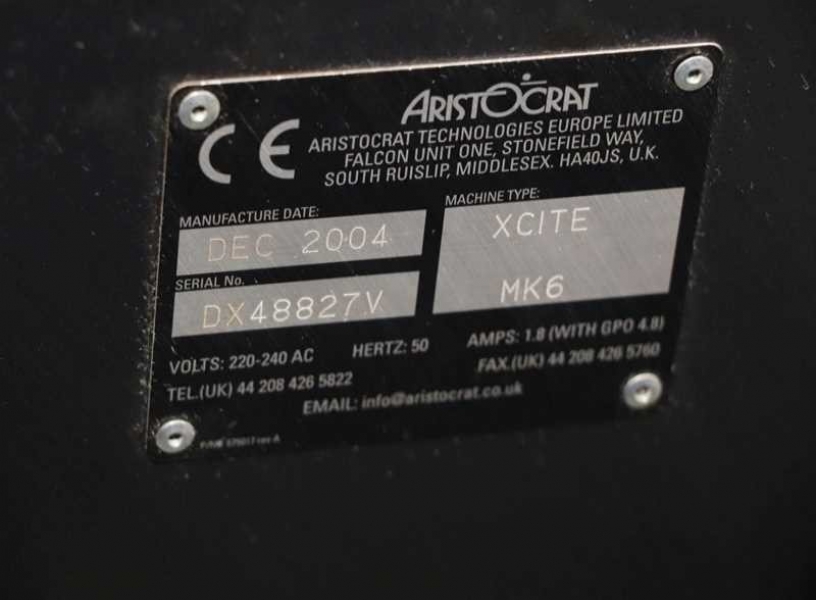 ARISTOCRAT
CE
ARISTOCRAT TECHNOLOGIES EUROPE LIMITED
FALCON UNIT ONE, STONEFIELD WAY,
SOUTH RUISLIP, MIDDLESEX. HA40JS, U.K.
MANUFACTURE DATE:
DEC 2004
MACHINE TYPE:
XCITE
MK6
SERIAL No.
DX48827V
VOLTS: 220-240 AC HERTZ: 50 AMPS: 1.8 (WITH GPO 4.8)
TEL.(UK) 44 208 426 5822 FAX.(UK) 44 208 426 5760
EMAIL: info@aristocrat.co.uk